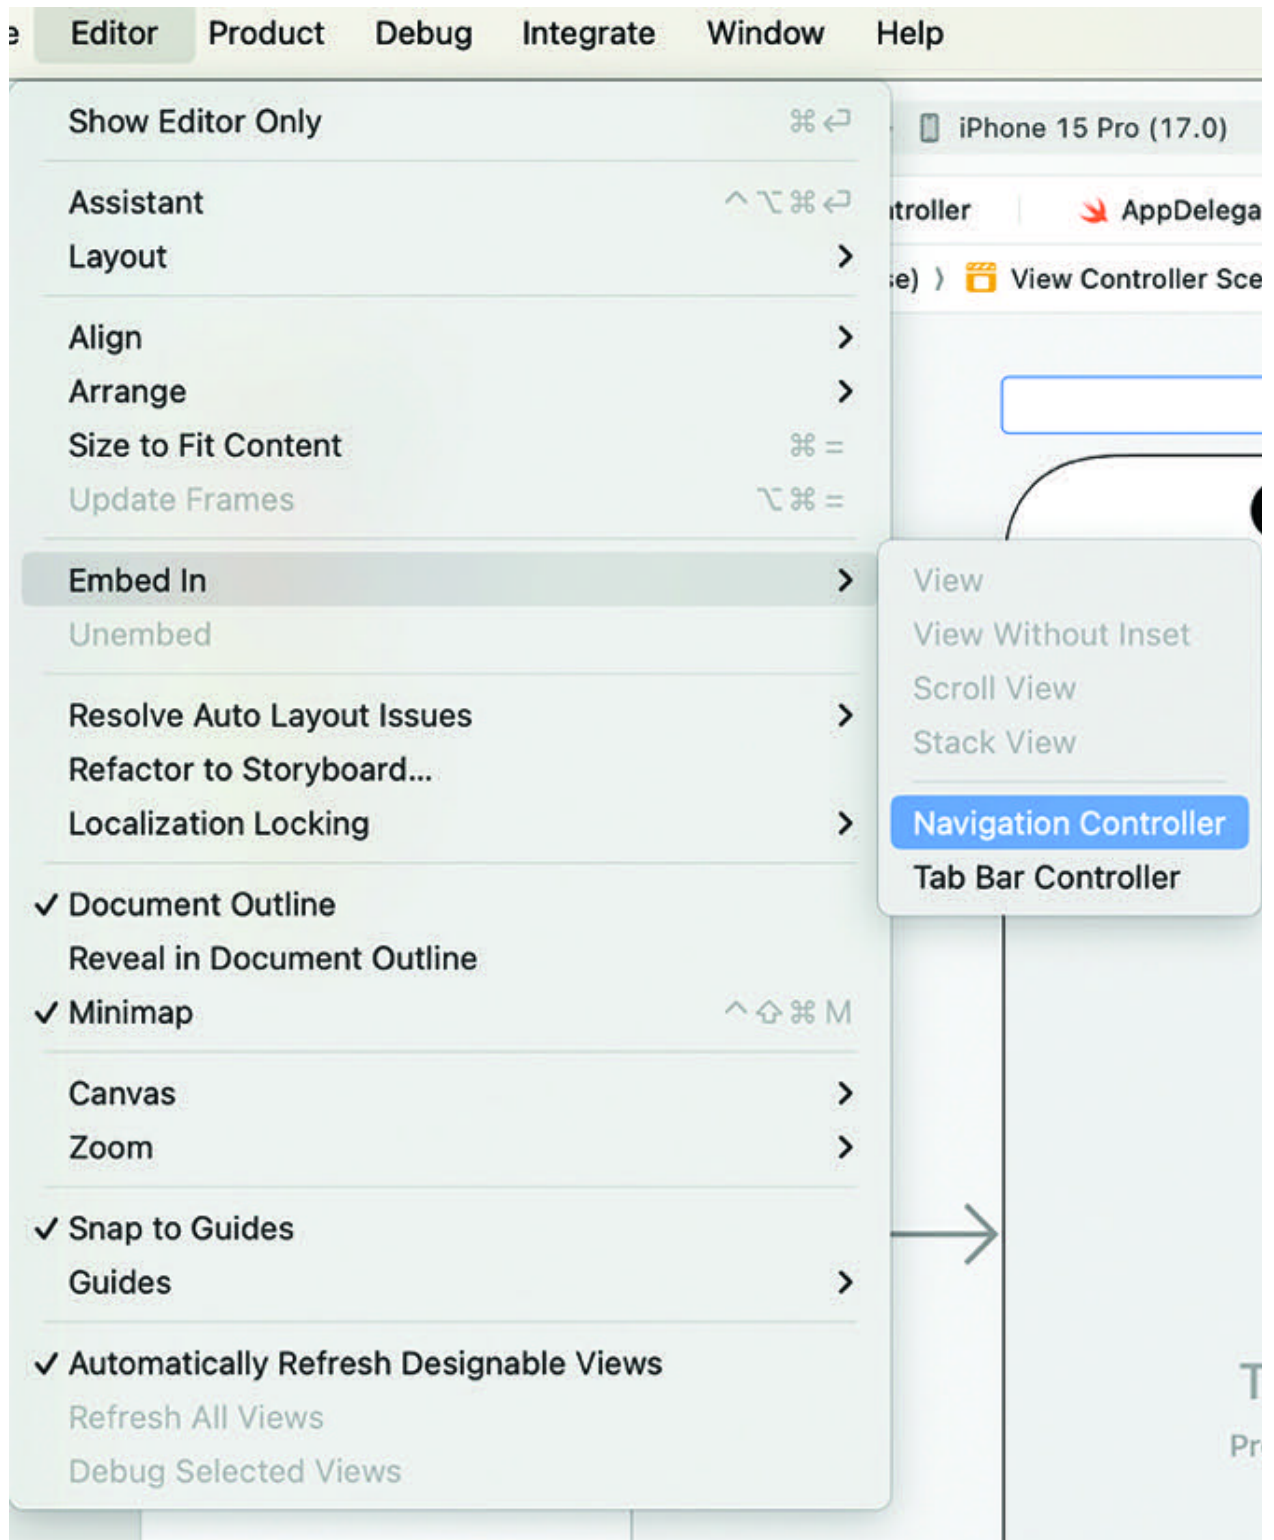 Editor Product Debug Integrate Window Help
Show Editor Only ⌘↩
iPhone 15 Pro (17.0)
Assistant ^⌥⌘↩
Layout
Align
Arrange
Size to Fit Content ⌘ =
Update Frames ⌥⌘ =
Embed In
Unembed
Resolve Auto Layout Issues
Refactor to Storyboard...
Localization Locking
✓ Document Outline
Reveal in Document Outline
✓ Minimap ^⇧⌘ M
Canvas
Zoom
✓ Snap to Guides
Guides
✓ Automatically Refresh Designable Views
Refresh All Views
Debug Selected Views
View
View Without Inset
Scroll View
Stack View
Navigation Controller
Tab Bar Controller
View Controller